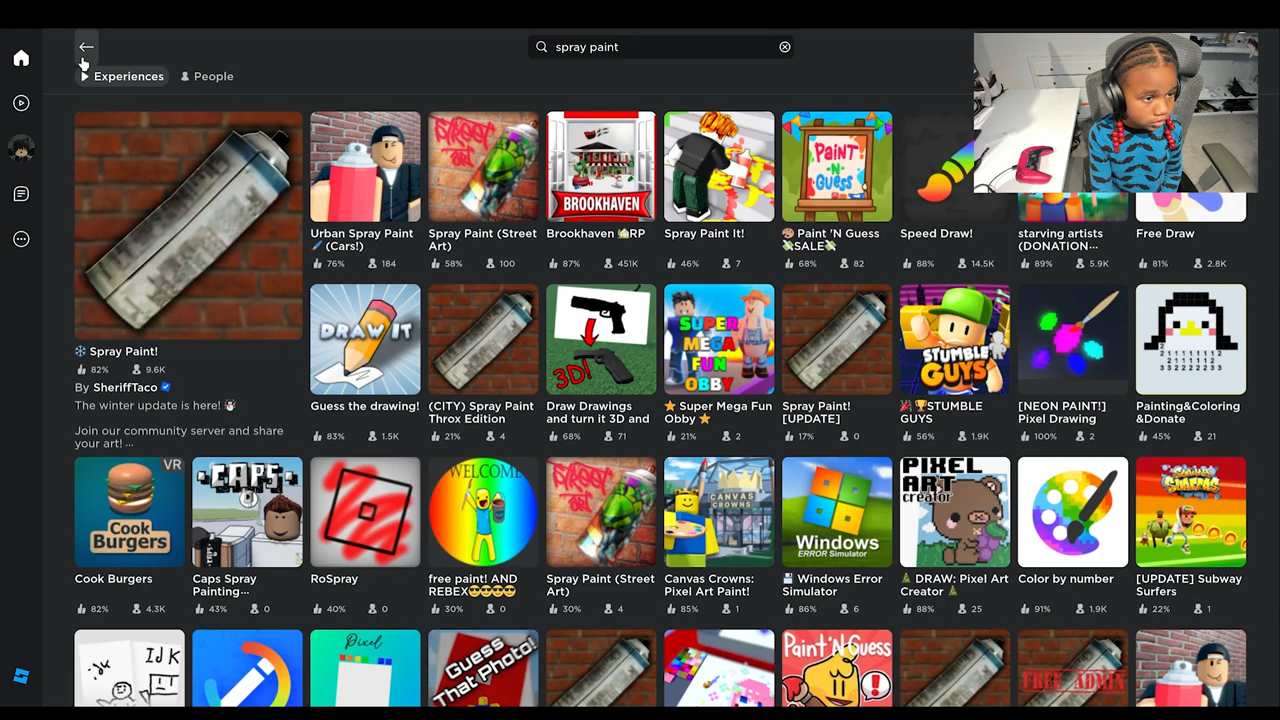 spray paint
Experiences
People
STREET ART
BROOKHAVEN
PAINT 'N GUESS
Urban Spray Paint
(Cars!)
76% 184
Spray Paint (Street
Art)
58% 100
Brookhaven 🏡RP
87% 451K
Spray Paint It!
46% 7
🎨 Paint 'N Guess
💸SALE💸
68% 82
Speed Draw!
88% 14.5K
starving artists
(DONATION…
89% 5.9K
Free Draw
81% 2.8K
❄️ Spray Paint!
82% 9.6K
By SheriffTaco
The winter update is here! ☃️
Join our community server and share
your art! …
DRAW IT
3D!
SUPER
MEGA
FUN
OBBY
STUMBLE
GUYS
Guess the drawing!
83% 1.5K
(CITY) Spray Paint
Throx Edition
21% 4
Draw Drawings
and turn it 3D and
68% 71
⭐ Super Mega Fun
Obby ⭐
21% 2
Spray Paint!
[UPDATE]
17% 0
🎉🏆STUMBLE
GUYS
56% 1.9K
[NEON PAINT!]
Pixel Drawing
100% 2
Painting&Coloring
&Donate
45% 21
VR
Cook
Burgers
CAPS
WELCOME
STREET ART
CANVAS
CROWNS
Windows
ERROR Simulator
PIXEL
ART
creator
SUBWAY
SURFERS
Cook Burgers
82% 4.3K
Caps Spray
Painting…
43% 0
RoSpray
40% 0
free paint! AND
REBEX😎😎😎😎
30% 0
Spray Paint (Street
Art)
30% 4
Canvas Crowns:
Pixel Art Paint!
85% 1
💾 Windows Error
Simulator
86% 6
🎄 DRAW: Pixel Art
Creator 🎄
88% 25
Color by number
91% 1.9K
[UPDATE] Subway
Surfers
22% 1
IJK
Pixel
Guess
That Photo!
Paint'N Guess
FREE ADMIN